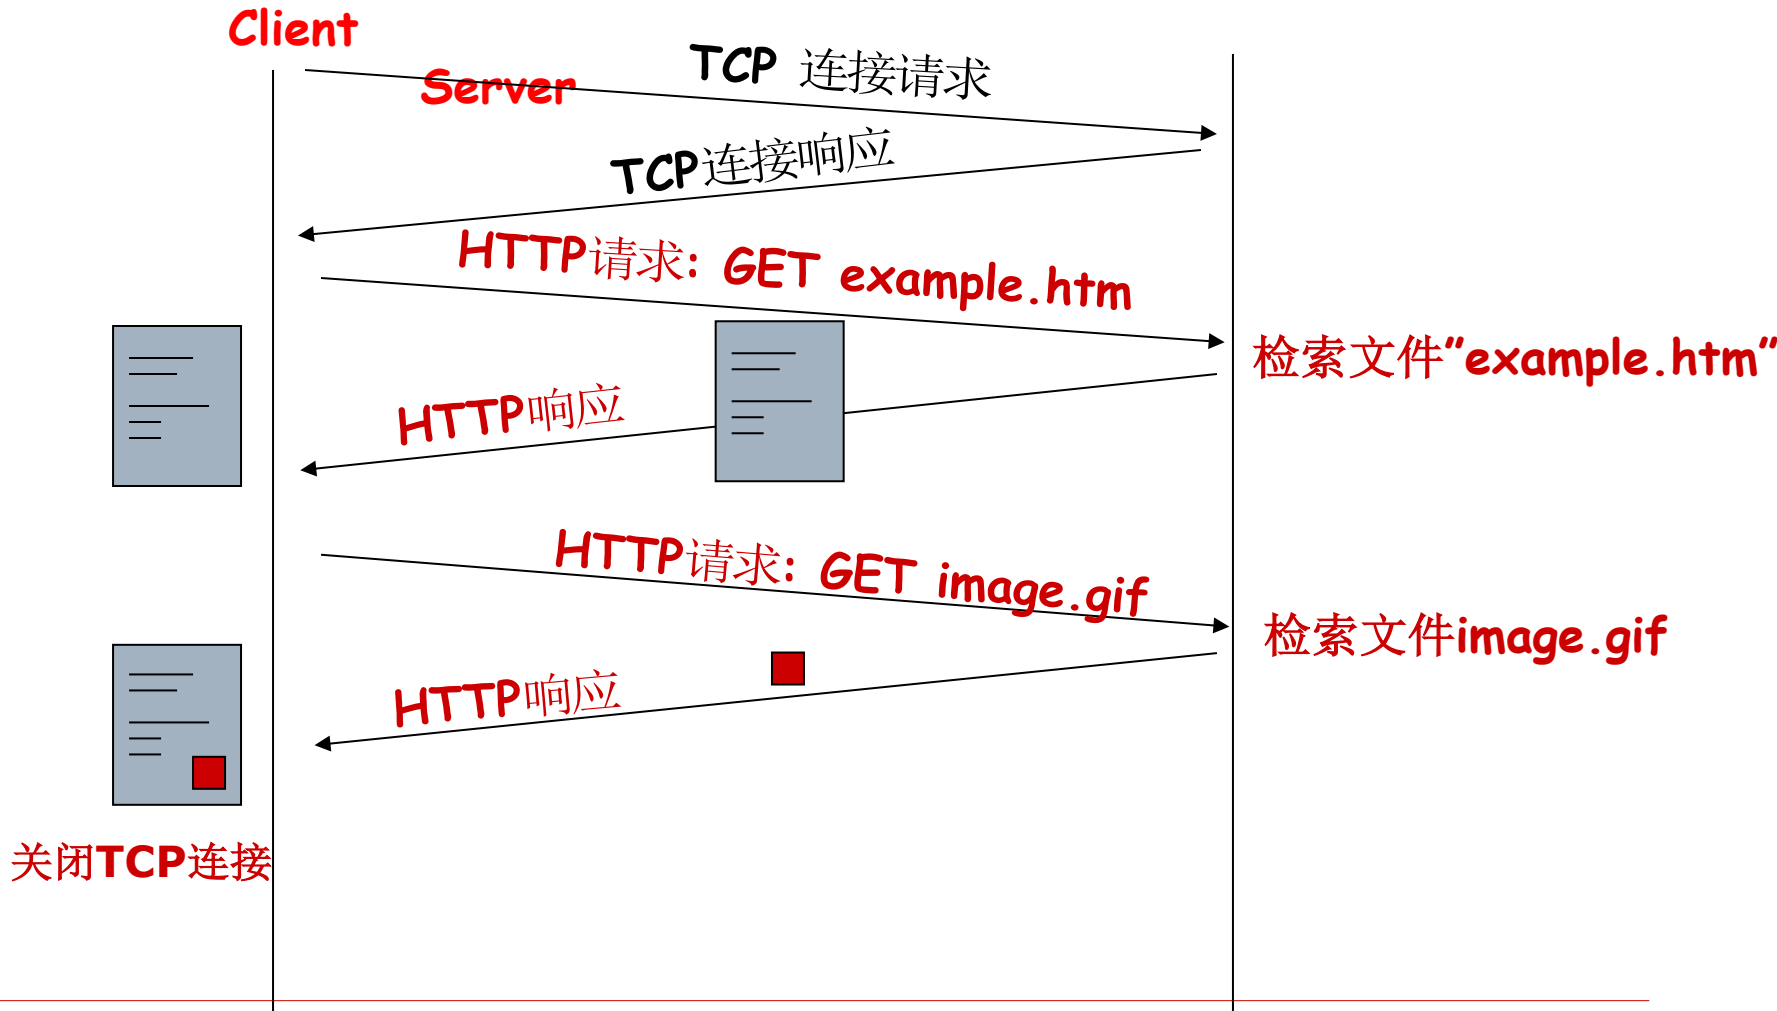 Client
Server
TCP 连接请求
TCP连接响应
HTTP请求: GET example.htm
检索文件”example.htm”
HTTP响应
HTTP请求: GET image.gif
检索文件image.gif
HTTP响应
关闭TCP连接